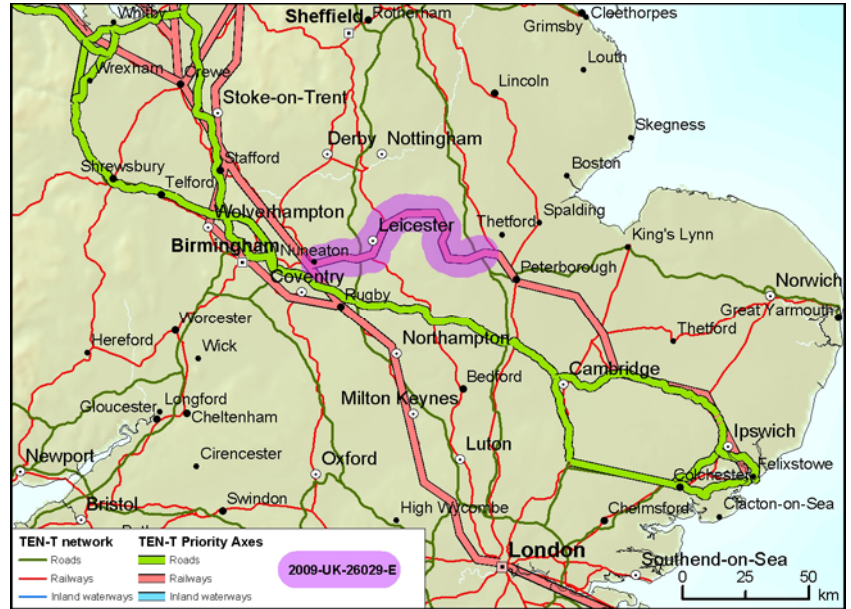 Whitby
Sheffield
Rotherham
Cleethorpes
Grimsby
Wrexham
Crewe
Louth
Lincoln
Stoke-on-Trent
Derby
Nottingham
Skegness
Boston
Shrewsbury
Stafford
Telford
Wolverhampton
Leicester
Thetford
Spalding
King's Lynn
Birmingham
Nuneaton
Coventry
Peterborough
Norwich
Rugby
Great Yarmouth
Worcester
Hereford
Wick
Northampton
Thetford
Cambridge
Bedford
Longford
Gloucester
Cheltenham
Milton Keynes
Ipswich
Newport
Cirencester
Oxford
Luton
Felixstowe
Colchester
Bristol
Swindon
High Wycombe
Chelmsford
Clacton-on-Sea
London
Southend-on-Sea
TEN-T network
TEN-T Priority Axes
Roads
Roads
Railways
Railways
Inland waterways
Inland waterways
2009-UK-26029-E
0 25 50
km